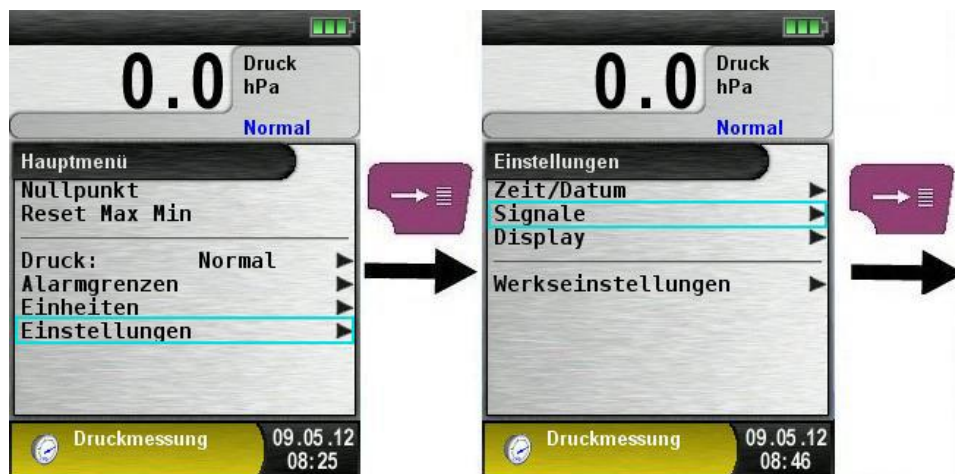 0.0
Druck
hPa
Normal
Hauptmenü
Nullpunkt
Reset Max Min
Druck: Normal
Alarmgrenzen
Einheiten
Einstellungen
Druckmessung
09.05.12
08:25
0.0
Druck
hPa
Normal
Einstellungen
Zeit/Datum
Signale
Display
Werkseinstellungen
Druckmessung
09.05.12
08:46